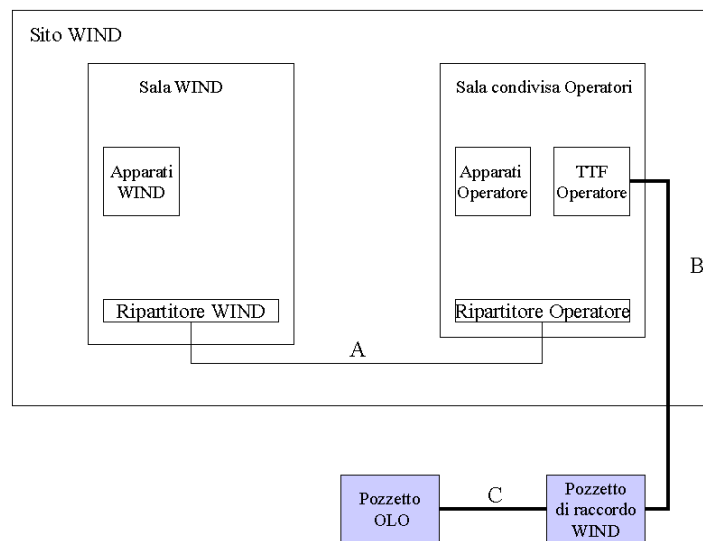 Sito WIND
Sala WIND
Sala condivisa Operatori
Apparati
WIND
Apparati
Operatore
TTF
Operatore
B
Ripartitore WIND
Ripartitore Operatore
A
Pozzetto
OLO
C
Pozzetto
di raccordo
WIND